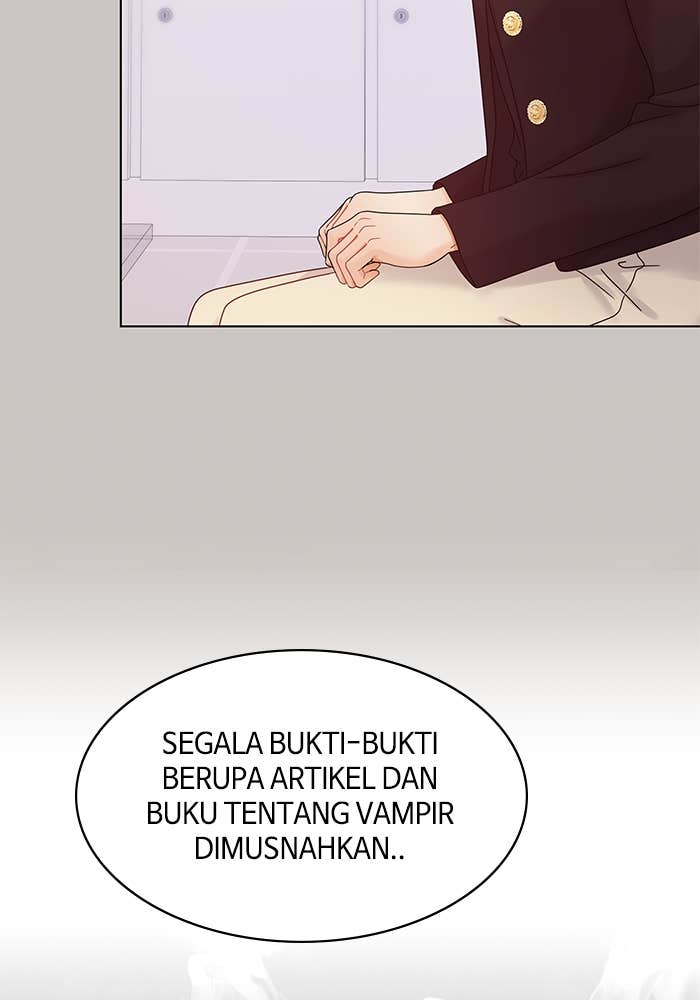 SEGALA BUKTI-BUKTI
BERUPA ARTIKEL DAN
BUKU TENTANG VAMPIR
DIMUSNAHKAN..